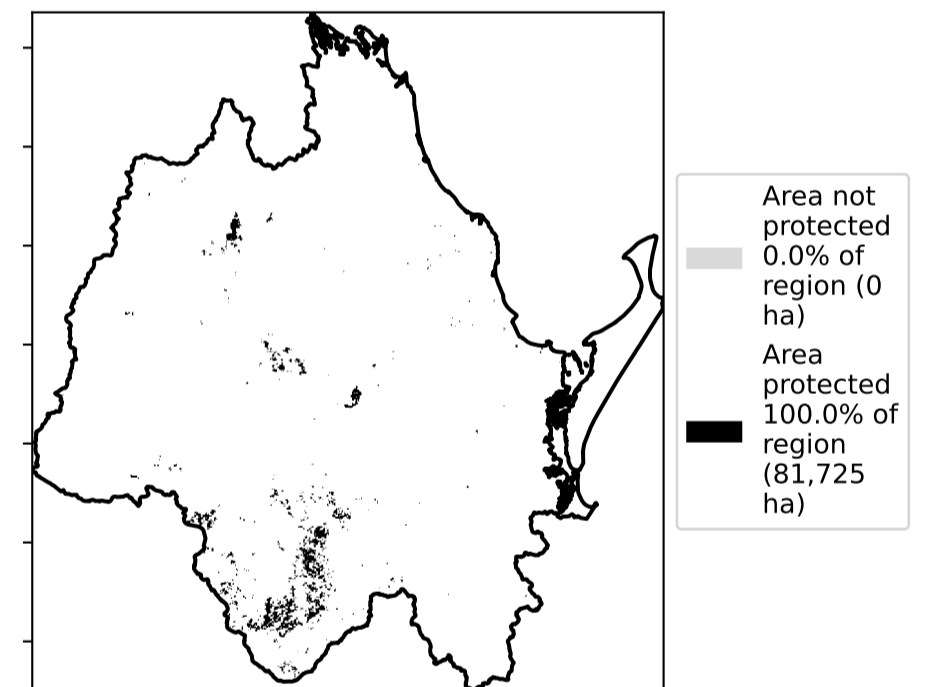 Area not
protected
0.0% of
region (0
ha)
Area
protected
100.0% of
region
(81,725
ha)